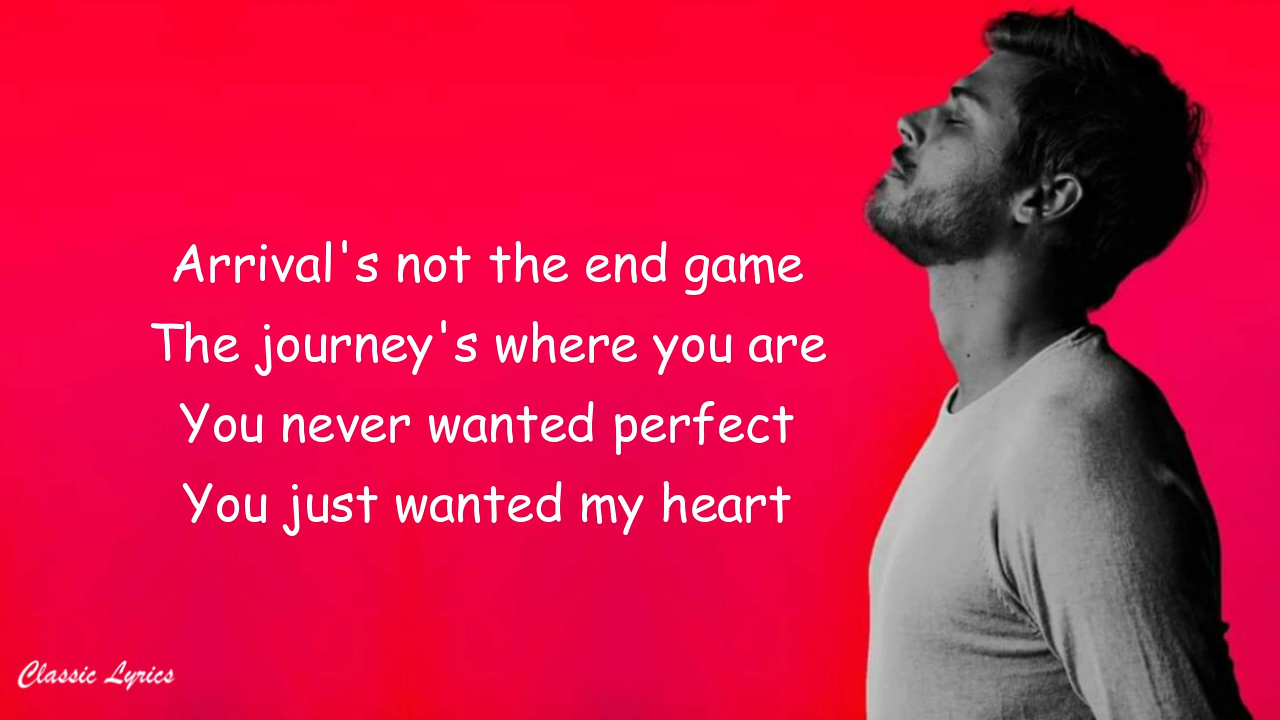 Arrival's not the end game
The journey's where you are
You never wanted perfect
You just wanted my heart
Classic Lyrics